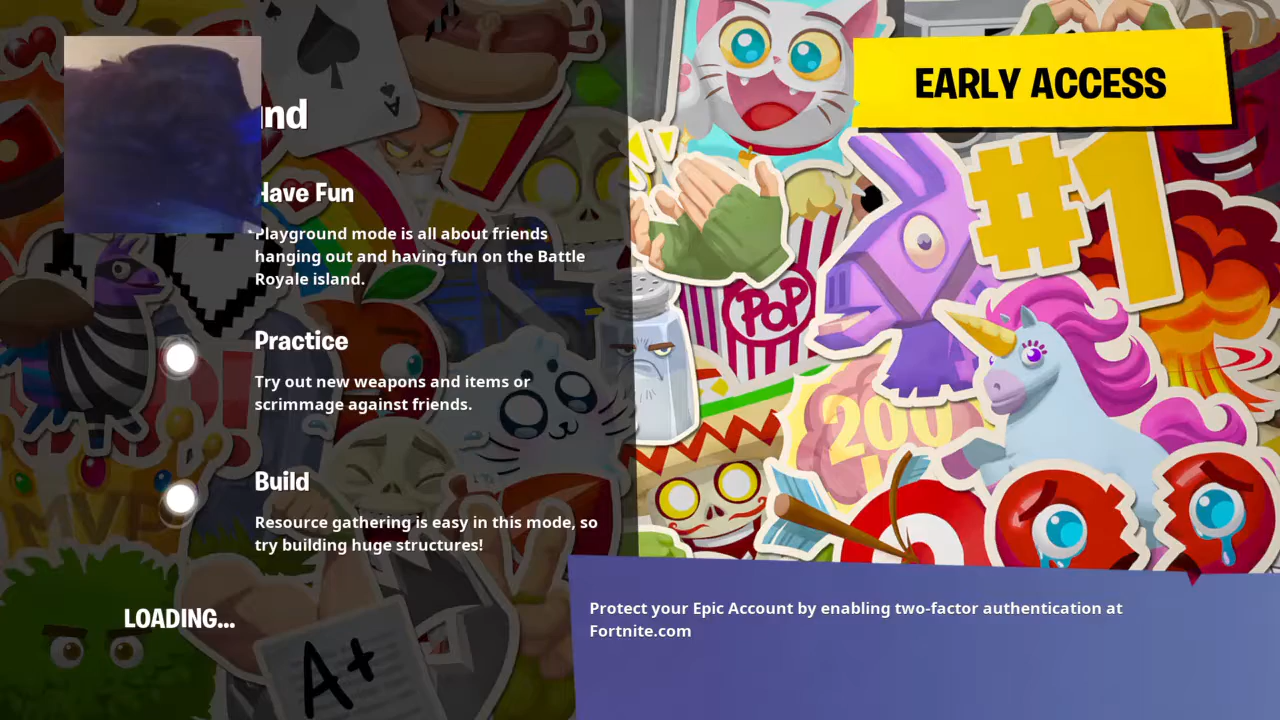 EARLY ACCESS
#1
Have Fun
Playground mode is all about friends
hanging out and having fun on the Battle
Royale island.
POP
Practice
Try out new weapons and items or
scrimmage against friends.
200
Build
MVP
Resource gathering is easy in this mode, so
try building huge structures!
LOADING...
A+
Protect your Epic Account by enabling two-factor authentication at
Fortnite.com